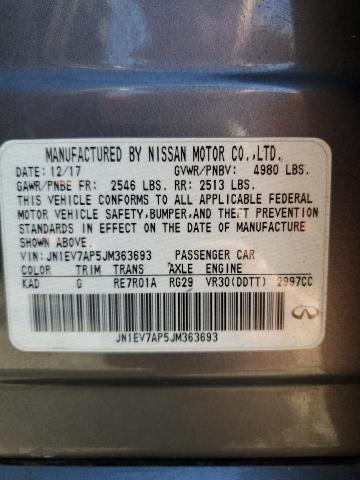 MANUFACTURED BY NISSAN MOTOR CO.,LTD.
DATE: 12/17 GVWR/PNBV: 4980 LBS.
GAWR/PNBE FR: 2546 LBS. RR: 2513 LBS.
THIS VEHICLE CONFORMS TO ALL APPLICABLE FEDERAL
MOTOR VEHICLE SAFETY,BUMPER,AND THEFT PREVENTION
STANDARDS IN EFFECT ON THE DATE OF MANUFACTURE
SHOWN ABOVE.
VIN: JN1EV7AP5JM363693 PASSENGER CAR
COLOR TRIM TRANS AXLE ENGINE
KAD G RE7R01A RG29 VR30(DDTT) 2997CC
JN1EV7AP5JM363693